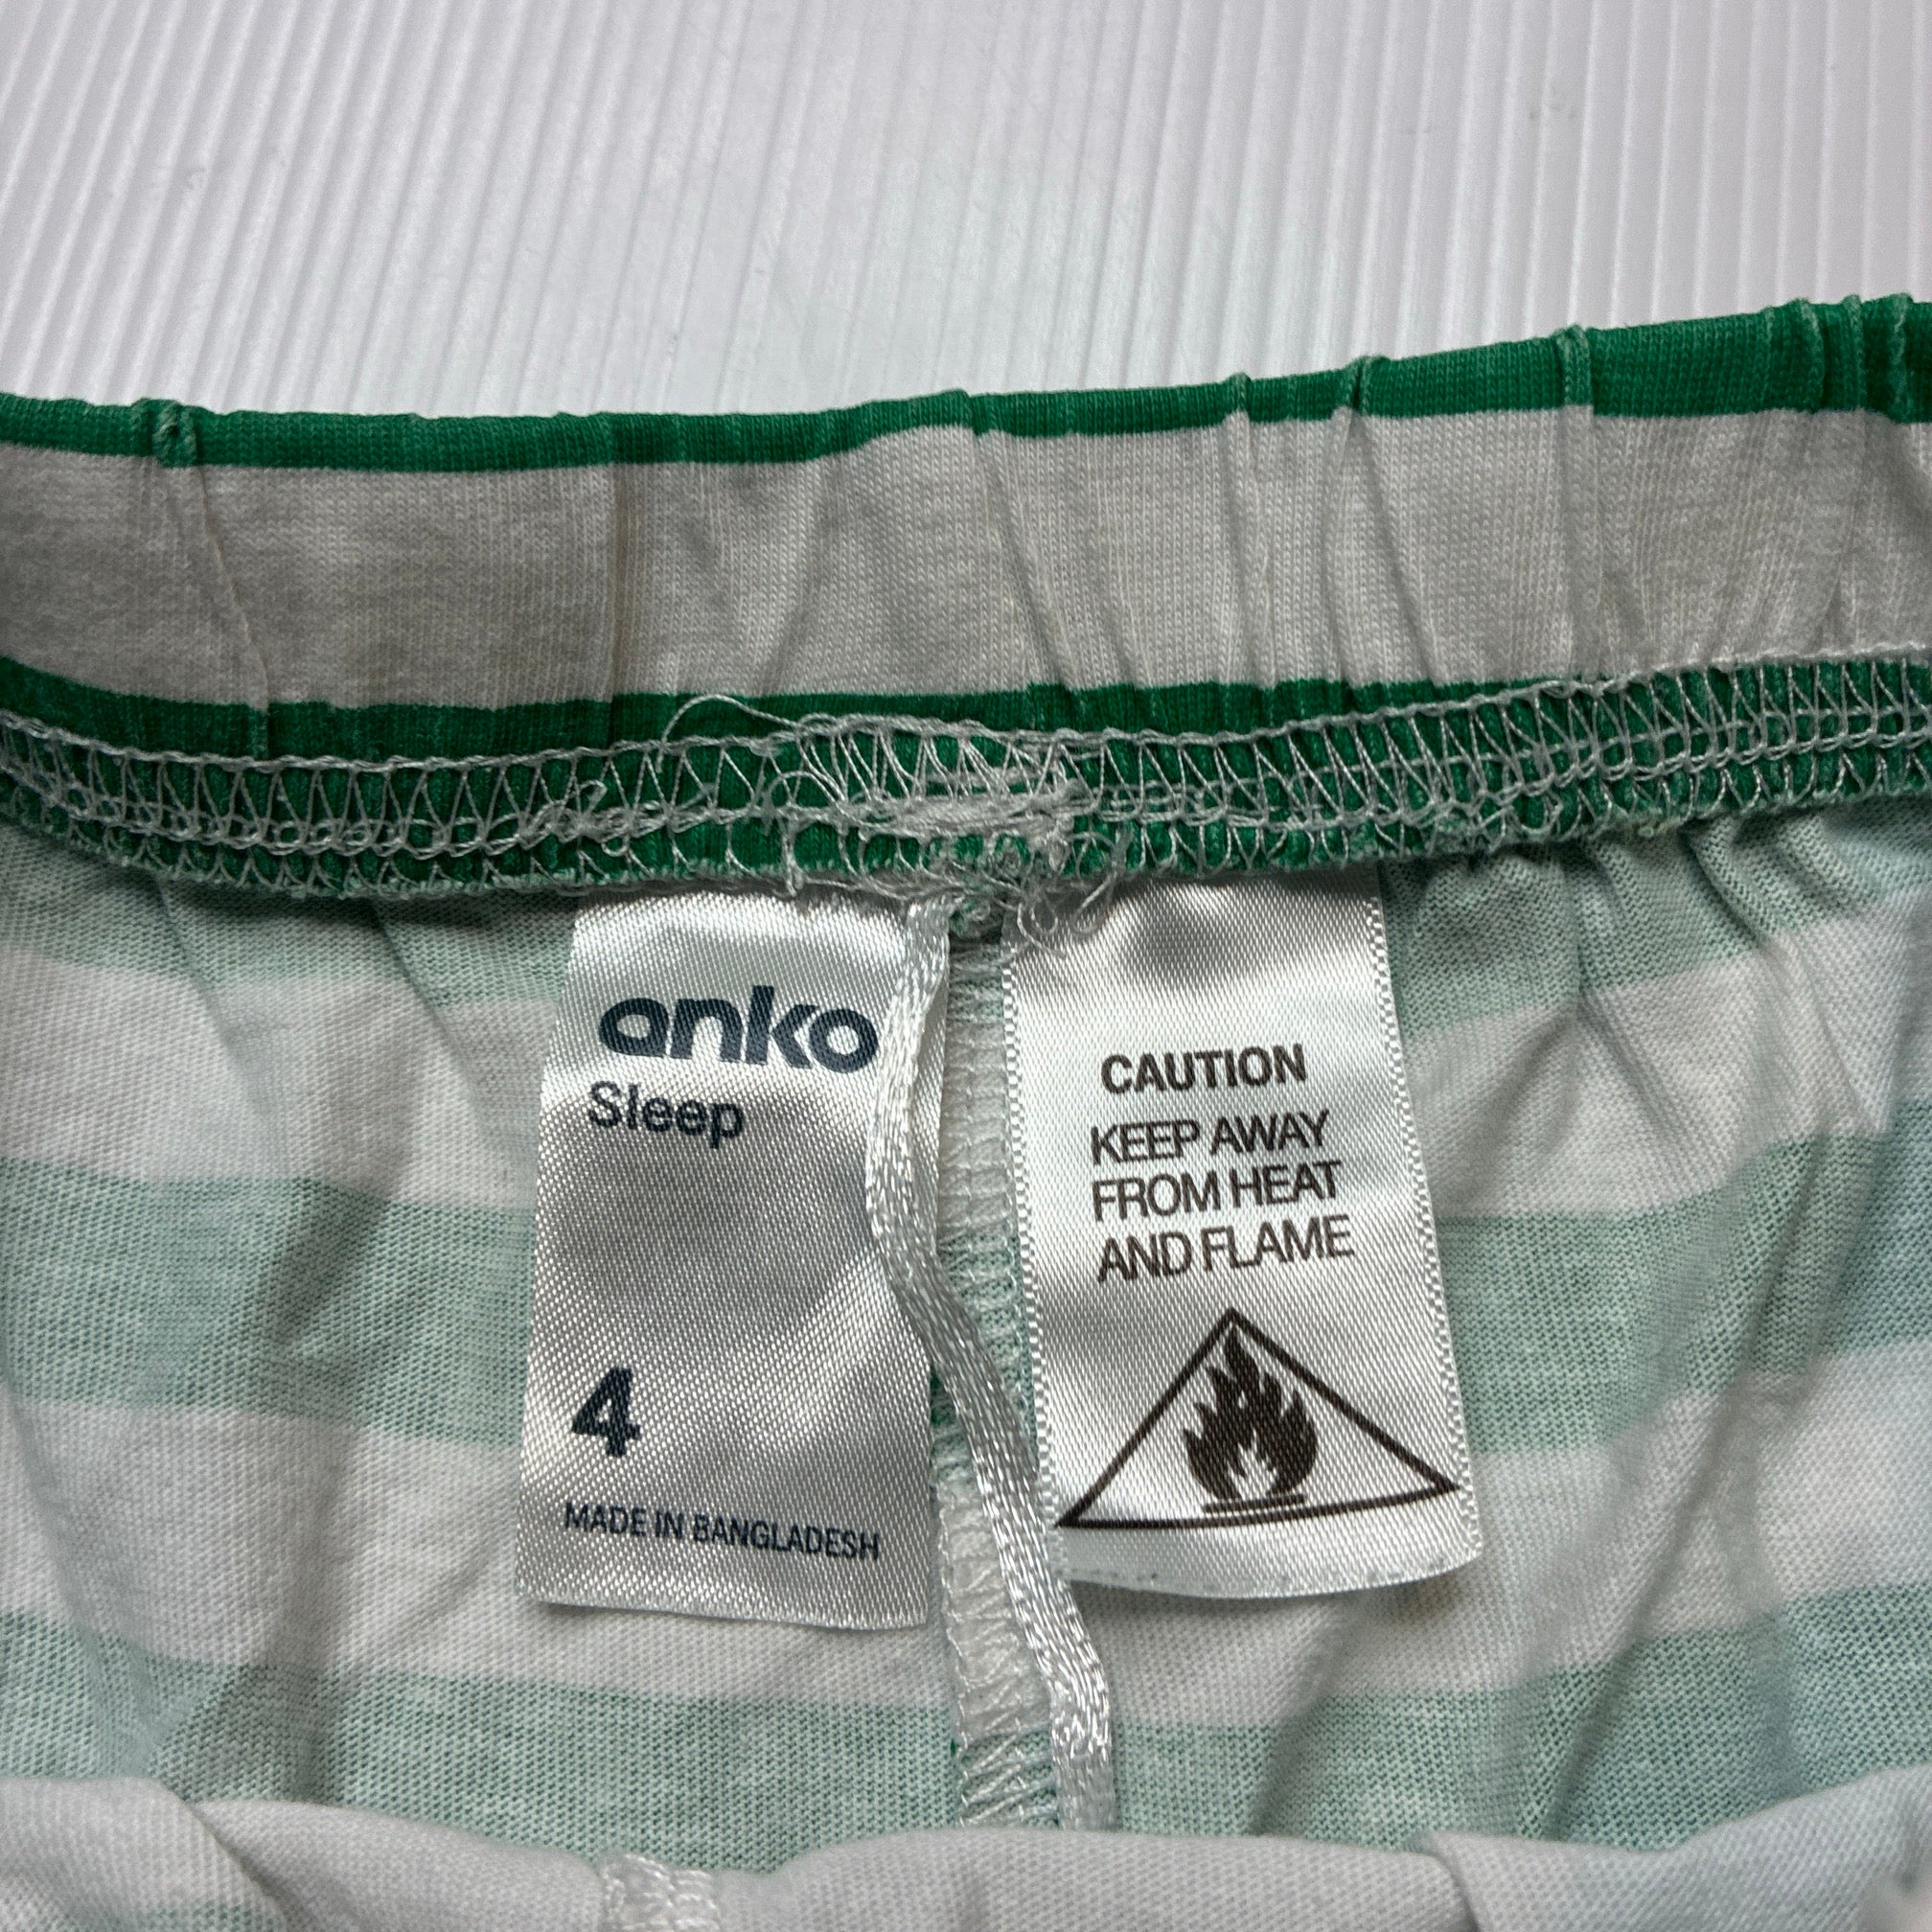 anko
Sleep
4
MADE IN BANGLADESH
CAUTION
KEEP AWAY
FROM HEAT
AND FLAME